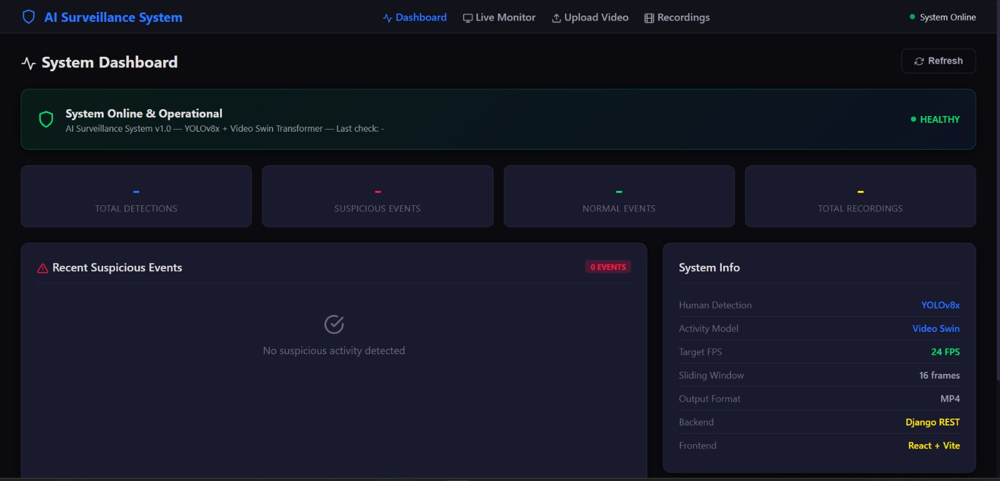 AI Surveillance System
Dashboard
Live Monitor
Upload Video
Recordings
System Online
System Dashboard
Refresh
System Online & Operational
AI Surveillance System v1.0 — YOLOv8x + Video Swin Transformer — Last check: -
HEALTHY
-
TOTAL DETECTIONS
-
SUSPICIOUS EVENTS
-
NORMAL EVENTS
-
TOTAL RECORDINGS
Recent Suspicious Events
0 EVENTS
No suspicious activity detected
System Info
Human Detection YOLOv8x
Activity Model Video Swin
Target FPS 24 FPS
Sliding Window 16 frames
Output Format MP4
Backend Django REST
Frontend React + Vite